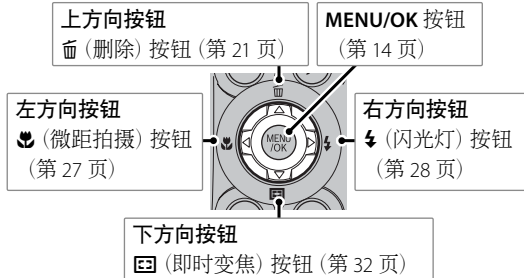 上方向按钮
（删除）按钮（第 21 页）
MENU/OK 按钮
（第 14 页）
左方向按钮
（微距拍摄）按钮
（第 27 页）
MENU
/OK
右方向按钮
（闪光灯）按钮
（第 28 页）
下方向按钮
（即时变焦）按钮（第 32 页）